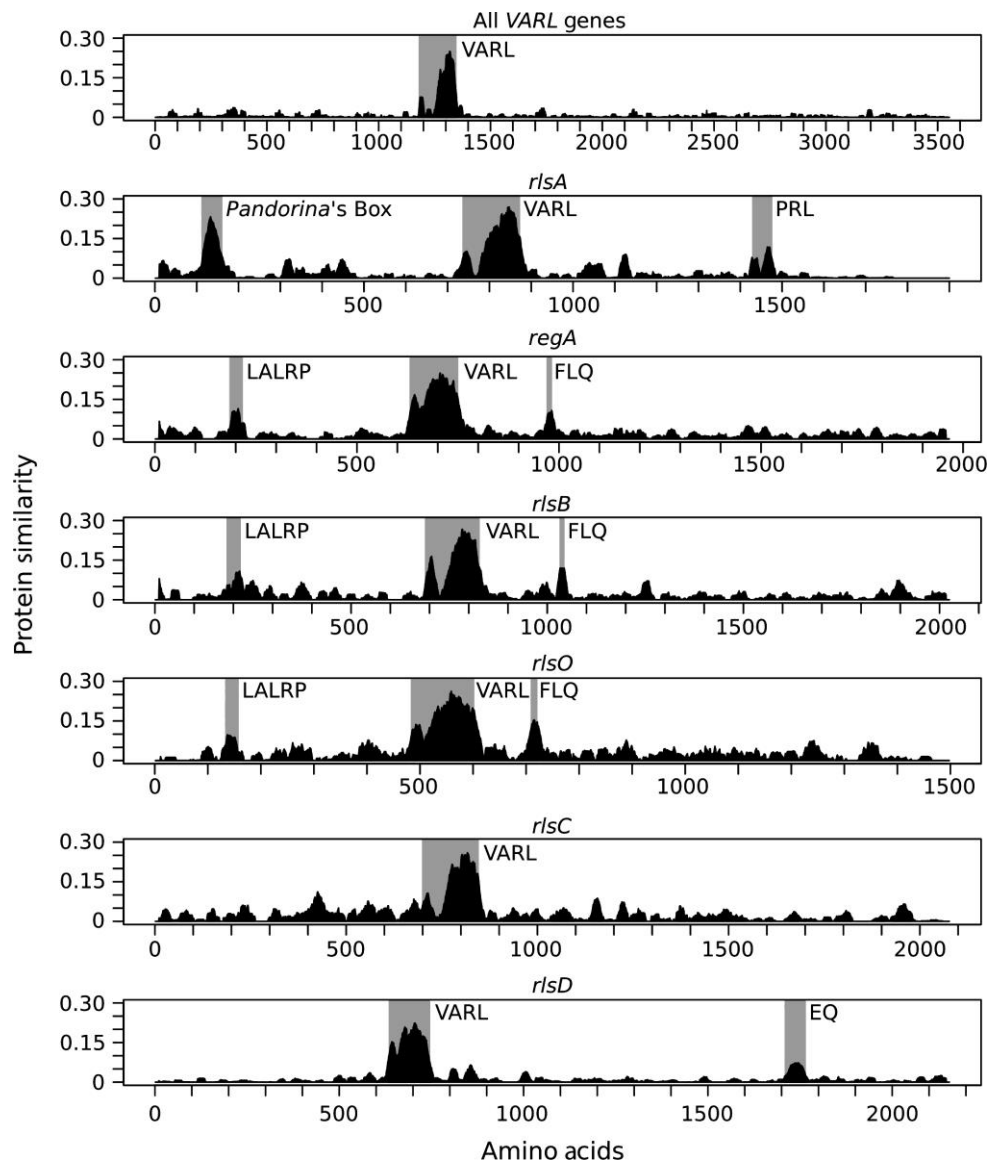 All VARL genes
0.30
VARL
0.15
0
0 500 1000 1500 2000 2500 3000 3500
rlsA
0.30
Pandorina's Box VARL PRL
0.15
0
0 500 1000 1500
regA
0.30
LALRP VARL FLQ
0.15
0
0 500 1000 1500 2000
rlsB
0.30
LALRP VARL FLQ
0.15
0
0 500 1000 1500 2000
rlsO
0.30
LALRP VARL FLQ
0.15
0
0 500 1000 1500
rlsC
0.30
VARL
0.15
0
0 500 1000 1500 2000
rlsD
0.30
VARL EQ
0.15
0
0 500 1000 1500 2000
Protein similarity
Amino acids